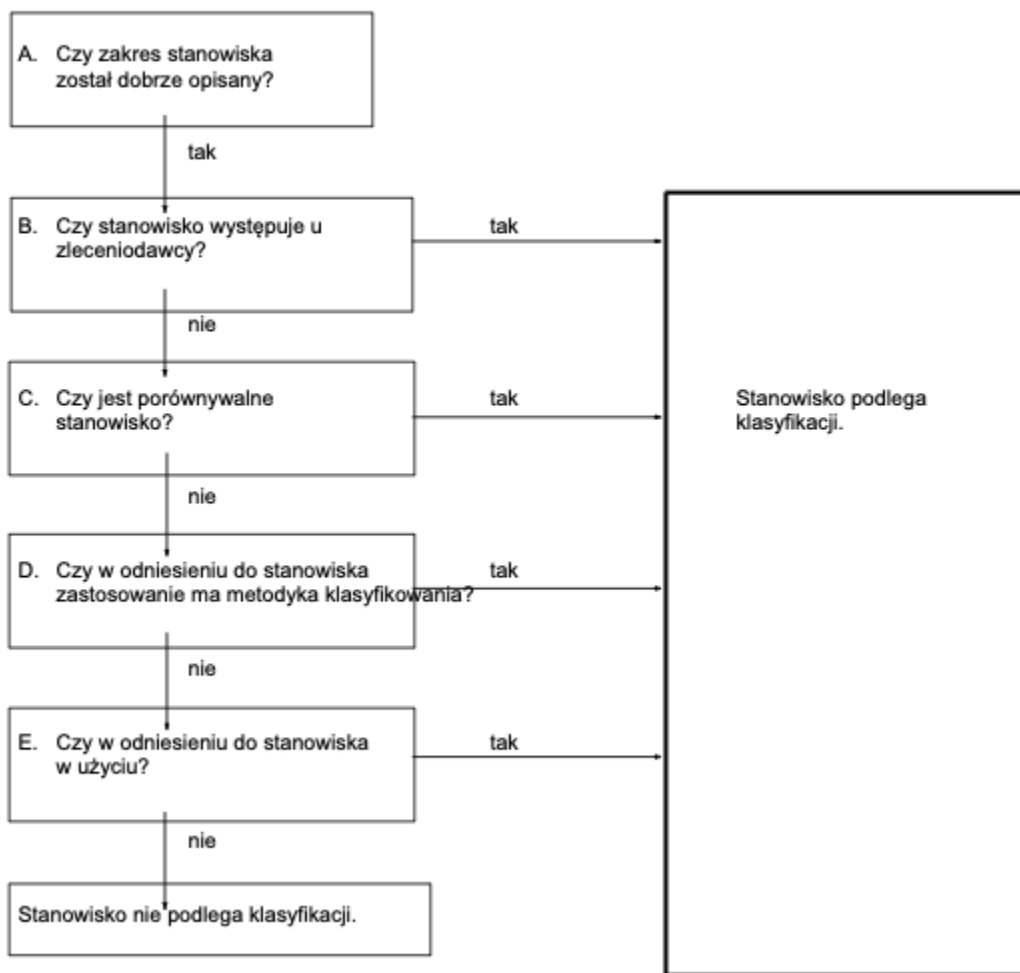 A. Czy zakres stanowiska
został dobrze opisany?
tak
B. Czy stanowisko występuje u
zleceniodawcy?
tak
nie
C. Czy jest porównywalne
stanowisko?
tak
Stanowisko podlega
klasyfikacji.
nie
D. Czy w odniesieniu do stanowiska
zastosowanie ma metodyka klasyfikowania?
tak
nie
E. Czy w odniesieniu do stanowiska
w użyciu?
tak
nie
Stanowisko nie podlega klasyfikacji.